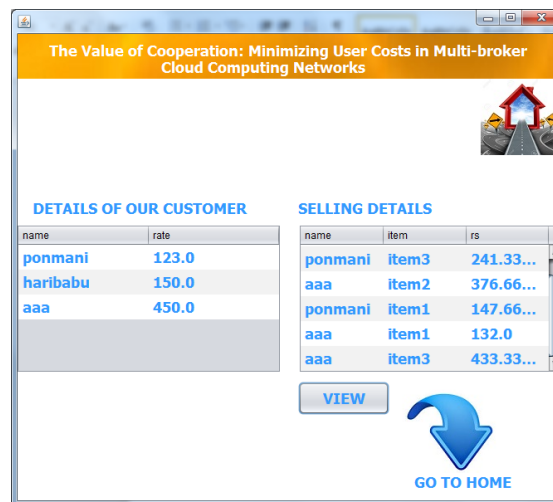 The Value of Cooperation: Minimizing User Costs in Multi-broker
Cloud Computing Networks
DETAILS OF OUR CUSTOMER
name rate
ponmani 123.0
haribabu 150.0
aaa 450.0
SELLING DETAILS
name item rs
ponmani item3 241.33...
aaa item2 376.66...
ponmani item1 147.66...
aaa item1 132.0
aaa item3 433.33...
VIEW
GO TO HOME